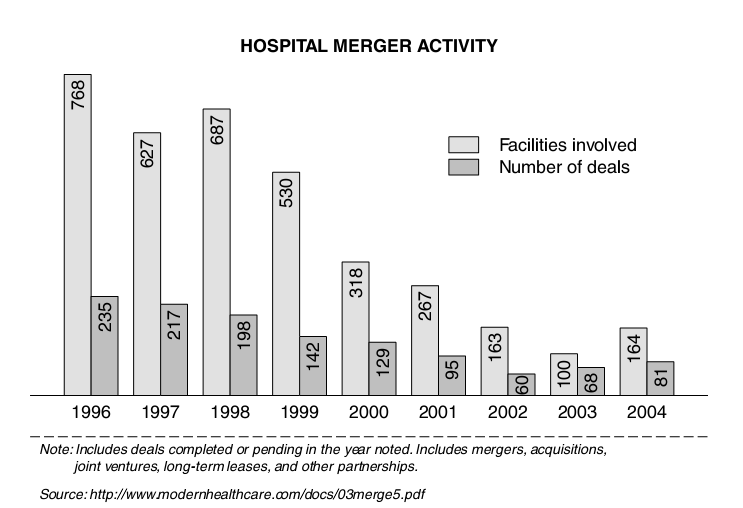 HOSPITAL MERGER ACTIVITY
Facilities involved
Number of deals
768
235
627
217
687
198
530
142
318
129
267
95
163
60
100
68
164
81
1996 1997 1998 1999 2000 2001 2002 2003 2004
Note: Includes deals completed or pending in the year noted. Includes mergers, acquisitions,
joint ventures, long-term leases, and other partnerships.
Source: http://www.modernhealthcare.com/docs/03merge5.pdf